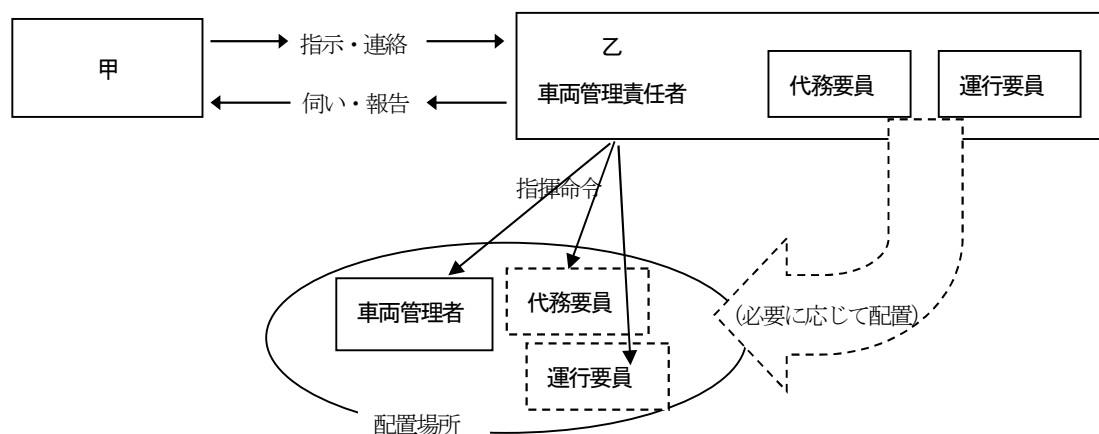 甲
指示・連絡
伺い・報告
乙
車両管理責任者
代務要員
運行要員
指揮命令
車両管理者
代務要員
運行要員
(必要に応じて配置)
配置場所